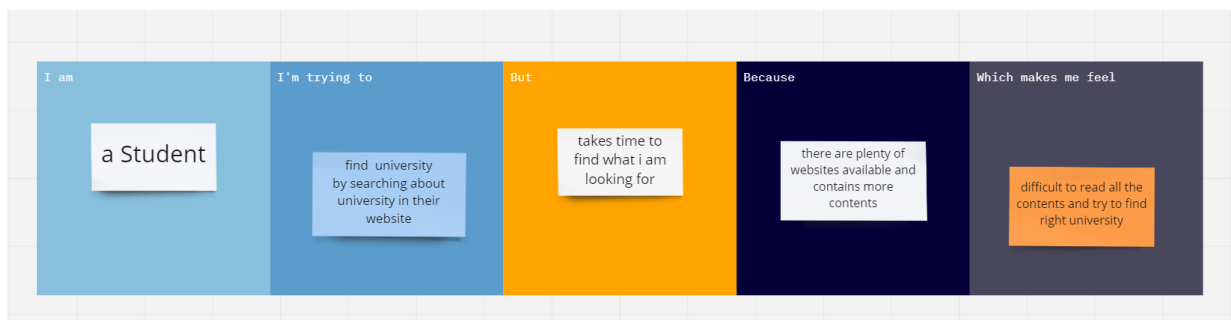 I am
a Student
I'm trying to
find university
by searching about
university in their
website
But
takes time to
find what i am
looking for
Because
there are plenty of
websites available and
contains more
contents
Which makes me feel
difficult to read all the
contents and try to find
right university